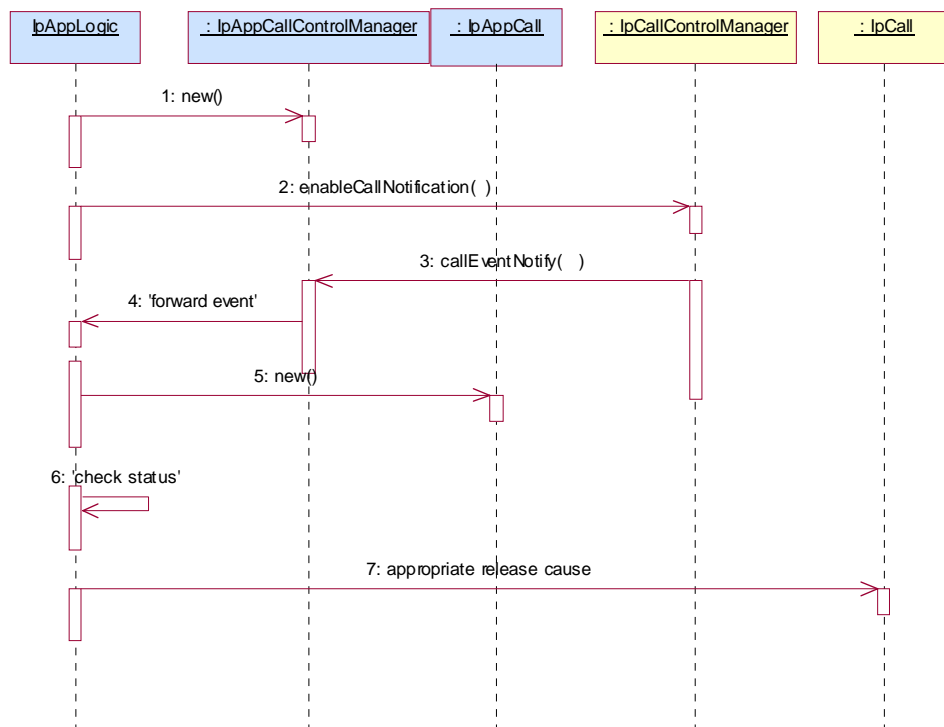 IpAppLogic
: IpAppCallControlManager
: IpAppCall
: IpCallControlManager
: IpCall
1: new()
2: enableCallNotification( )
3: callEventNotify( )
4: 'forward event'
5: new()
6: 'check status'
7: appropriate release cause